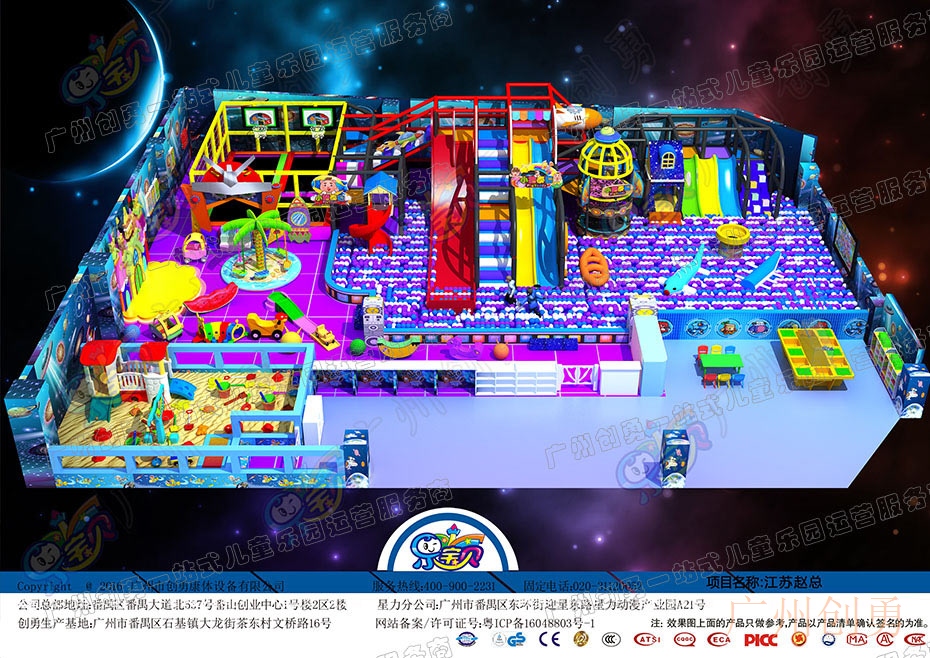 广州创勇一站式儿童乐园运营服务商
乐宝贝
Copyright @ 2016 广州市创勇康体设备有限公司
服务热线:400-900-2231 固定电话:020-31120052
项目名称:江苏赵总
公司总部地址:番禺区番禺大道北537号番山创业中心1号楼2区2楼
星力分公司:广州市番禺区东环街迎星东路星力动漫产业园A21号
创勇生产基地:广州市番禺区石基镇大龙街茶东村文桥路16号
网站备案/许可证号:粤ICP备16048803号-1
注:效果图上面的产品只做参考,产品以产品清单确认签名的为准。
广州创勇
ATSI
CQC
ECA
PICC
MA